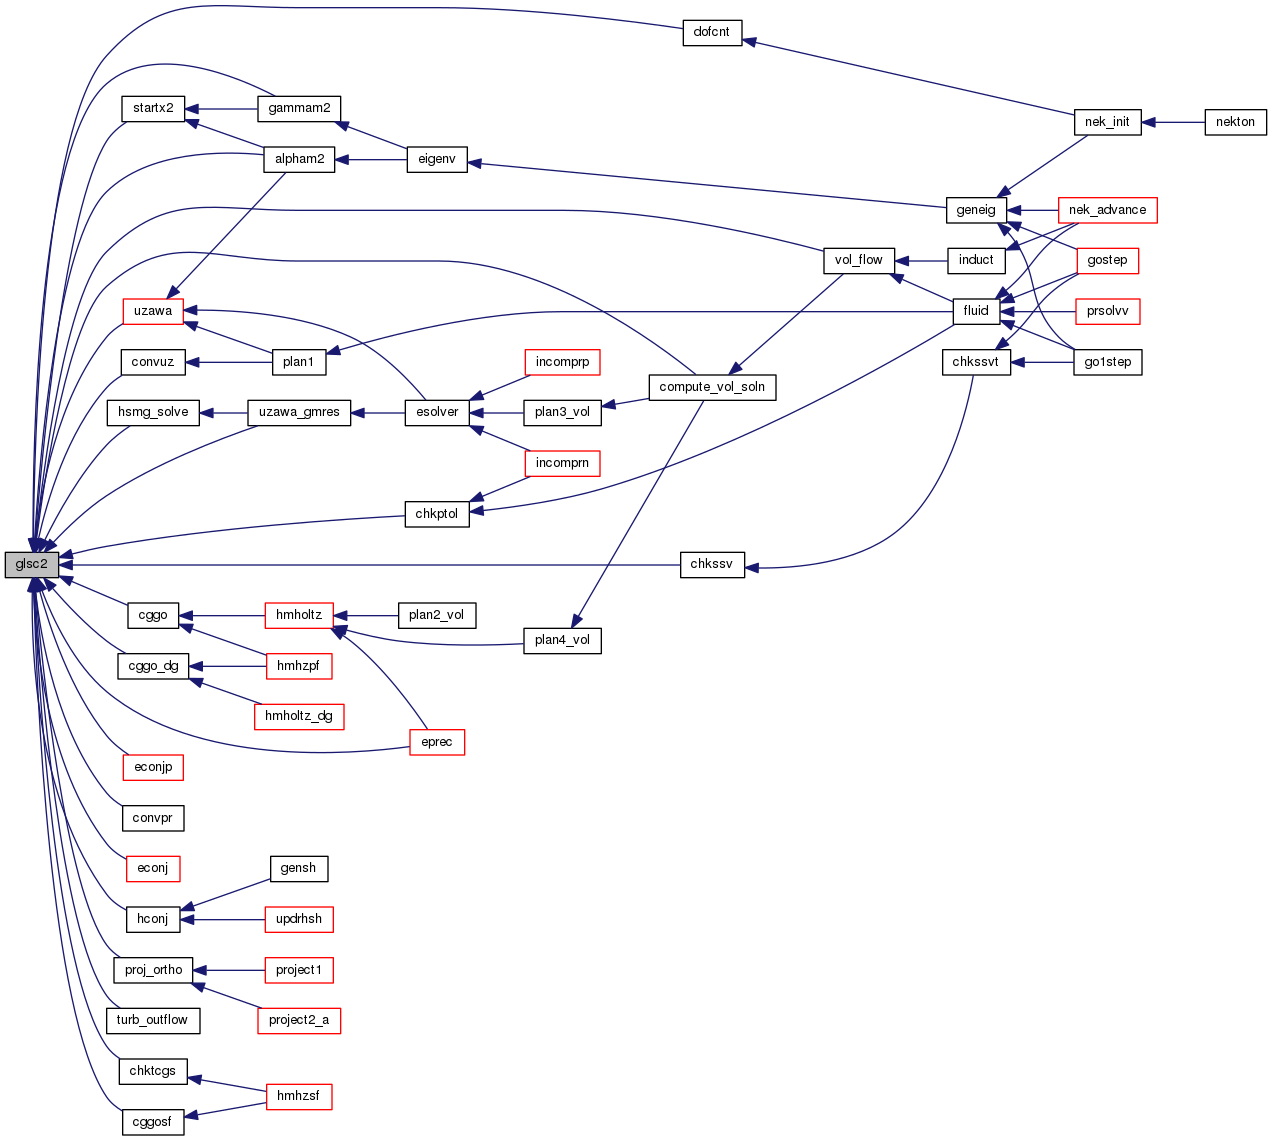 dofcnt
startx2
gammam2
nek_init
nekton
alpham2
eigenv
geneig
nek_advance
vol_flow
induct
gostep
uzawa
fluid
prsolvv
convuz
plan1
incomprp
chkssvt
go1step
compute_vol_soln
hsmg_solve
uzawa_gmres
esolver
plan3_vol
incomprn
chkptol
glsc2
chkssv
cggo
hmholtz
plan2_vol
plan4_vol
cggo_dg
hmhzpf
hmholtz_dg
eprec
econjp
convpr
econj
gensh
hconj
updrhsh
proj_ortho
project1
turb_outflow
project2_a
chktcgs
hmhzsf
cggosf